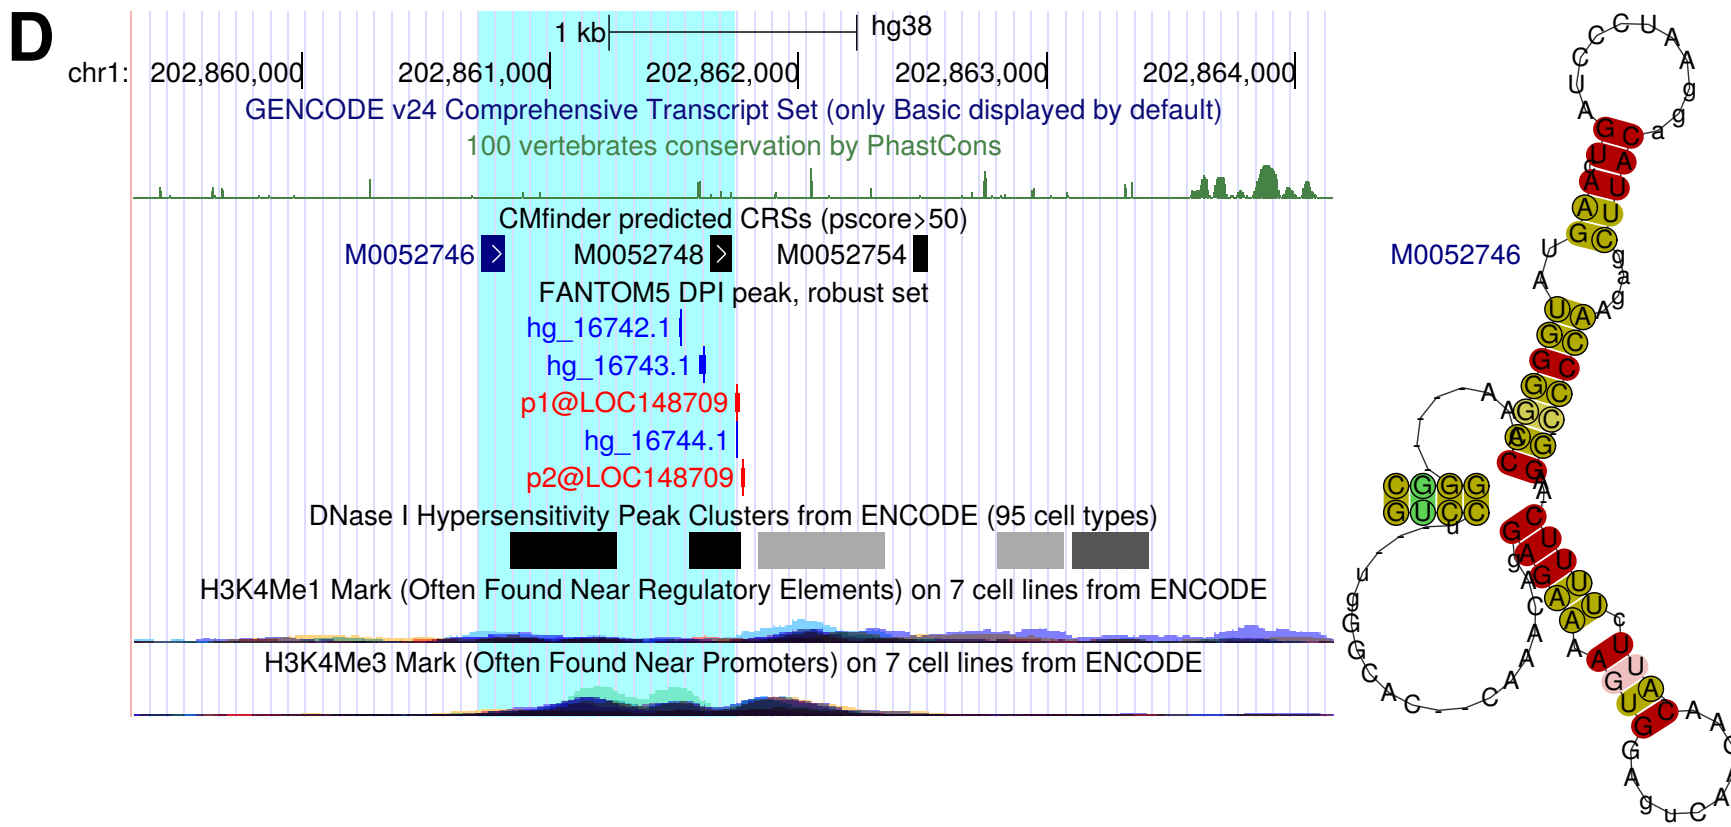 D
1 kb hg38
chr1: 202,860,000 202,861,000 202,862,000 202,863,000 202,864,000
GENCODE v24 Comprehensive Transcript Set (only Basic displayed by default)
100 vertebrates conservation by PhastCons
CMfinder predicted CRSs (pscore>50)
M0052746 M0052748 M0052754
FANTOM5 DPI peak, robust set
hg_16742.1
hg_16743.1
p1@LOC148709
hg_16744.1
p2@LOC148709
DNase I Hypersensitivity Peak Clusters from ENCODE (95 cell types)
H3K4Me1 Mark (Often Found Near Regulatory Elements) on 7 cell lines from ENCODE
H3K4Me3 Mark (Often Found Near Promoters) on 7 cell lines from ENCODE
M0052746